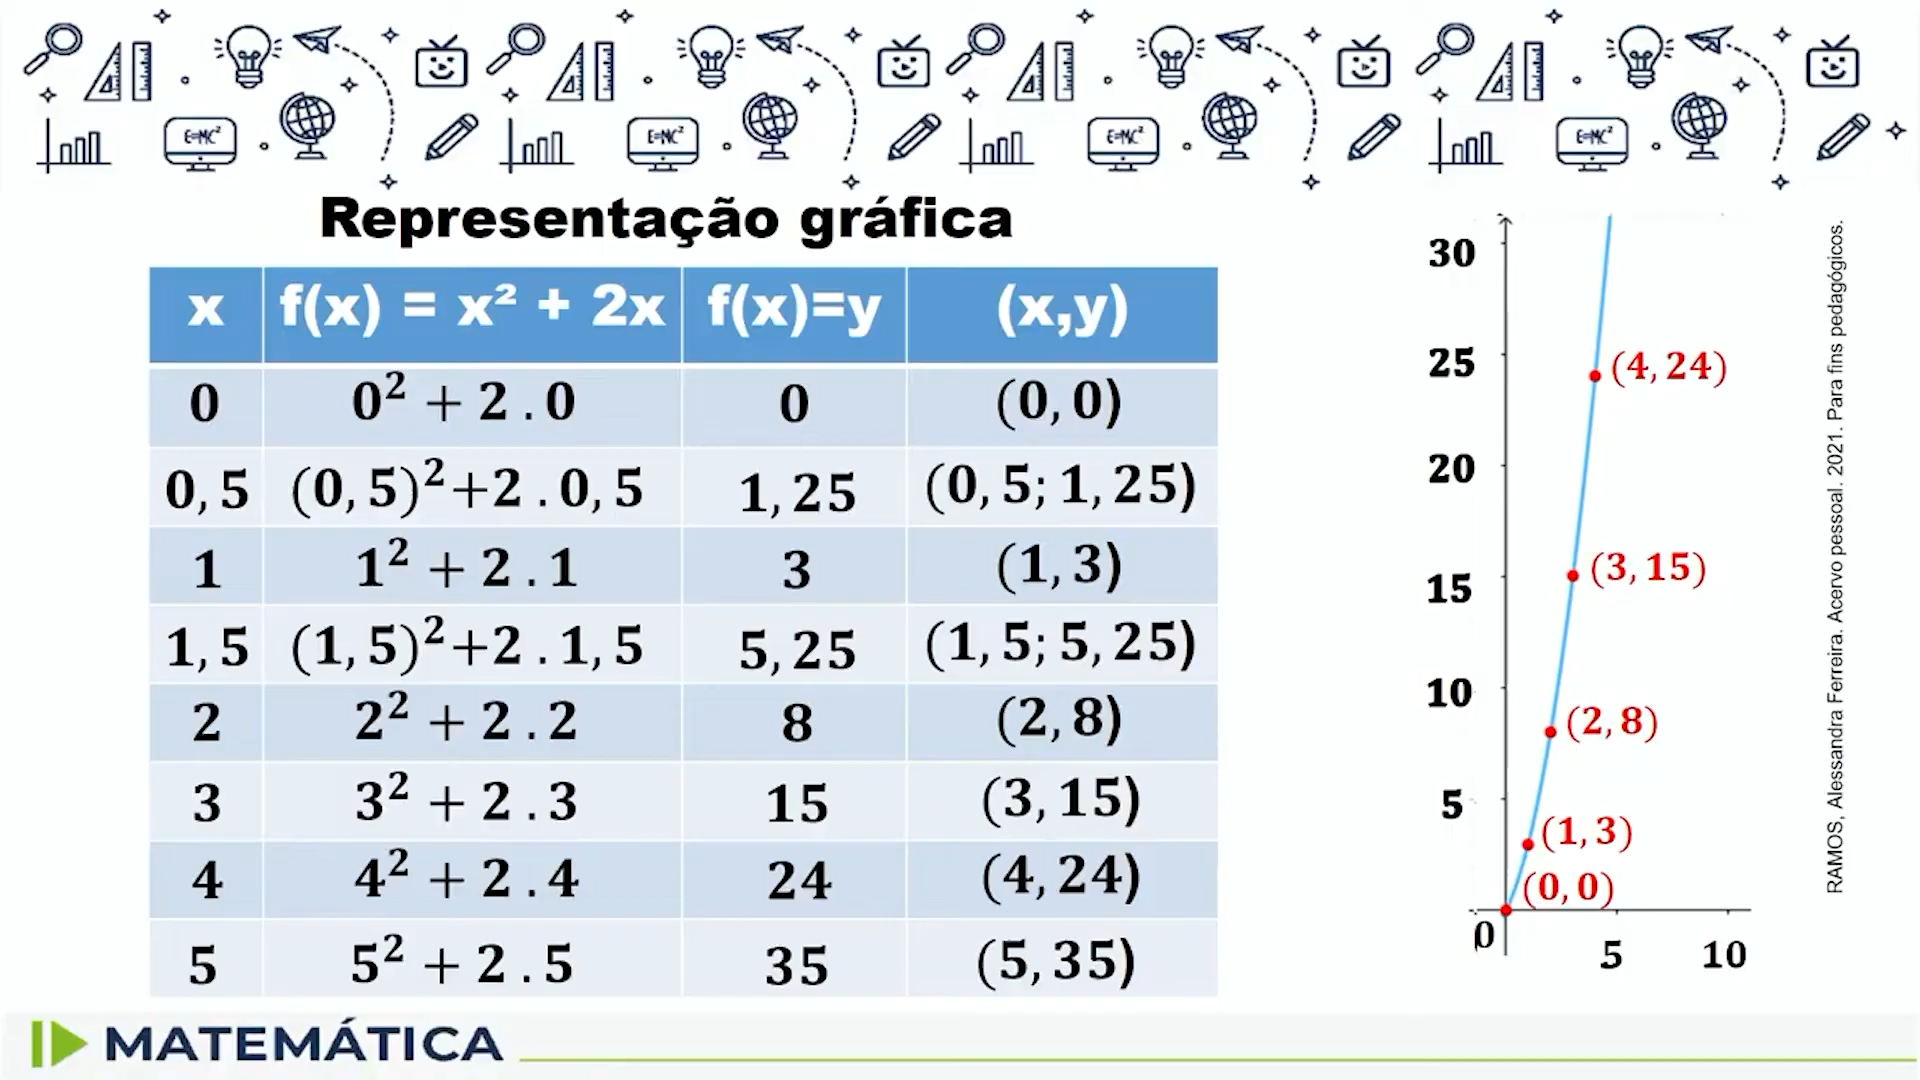 E=MC² E=MC² E=MC² E=MC²
Representação gráfica
x f(x) = x² + 2x f(x)=y (x,y)
0 0² + 2 . 0 0 (0, 0)
0, 5 (0, 5)²+2 . 0, 5 1, 25 (0, 5; 1, 25)
1 1² + 2 . 1 3 (1, 3)
1, 5 (1, 5)²+2 . 1, 5 5, 25 (1, 5; 5, 25)
2 2² + 2 . 2 8 (2, 8)
3 3² + 2 . 3 15 (3, 15)
4 4² + 2 . 4 24 (4, 24)
5 5² + 2 . 5 35 (5, 35)
30
25 (4, 24)
20
15 (3, 15)
10 (2, 8)
5 (1, 3)
(0, 0)
0 5 10
RAMOS, Alessandra Ferreira. Acervo pessoal. 2021. Para fins pedagógicos.
MATEMÁTICA